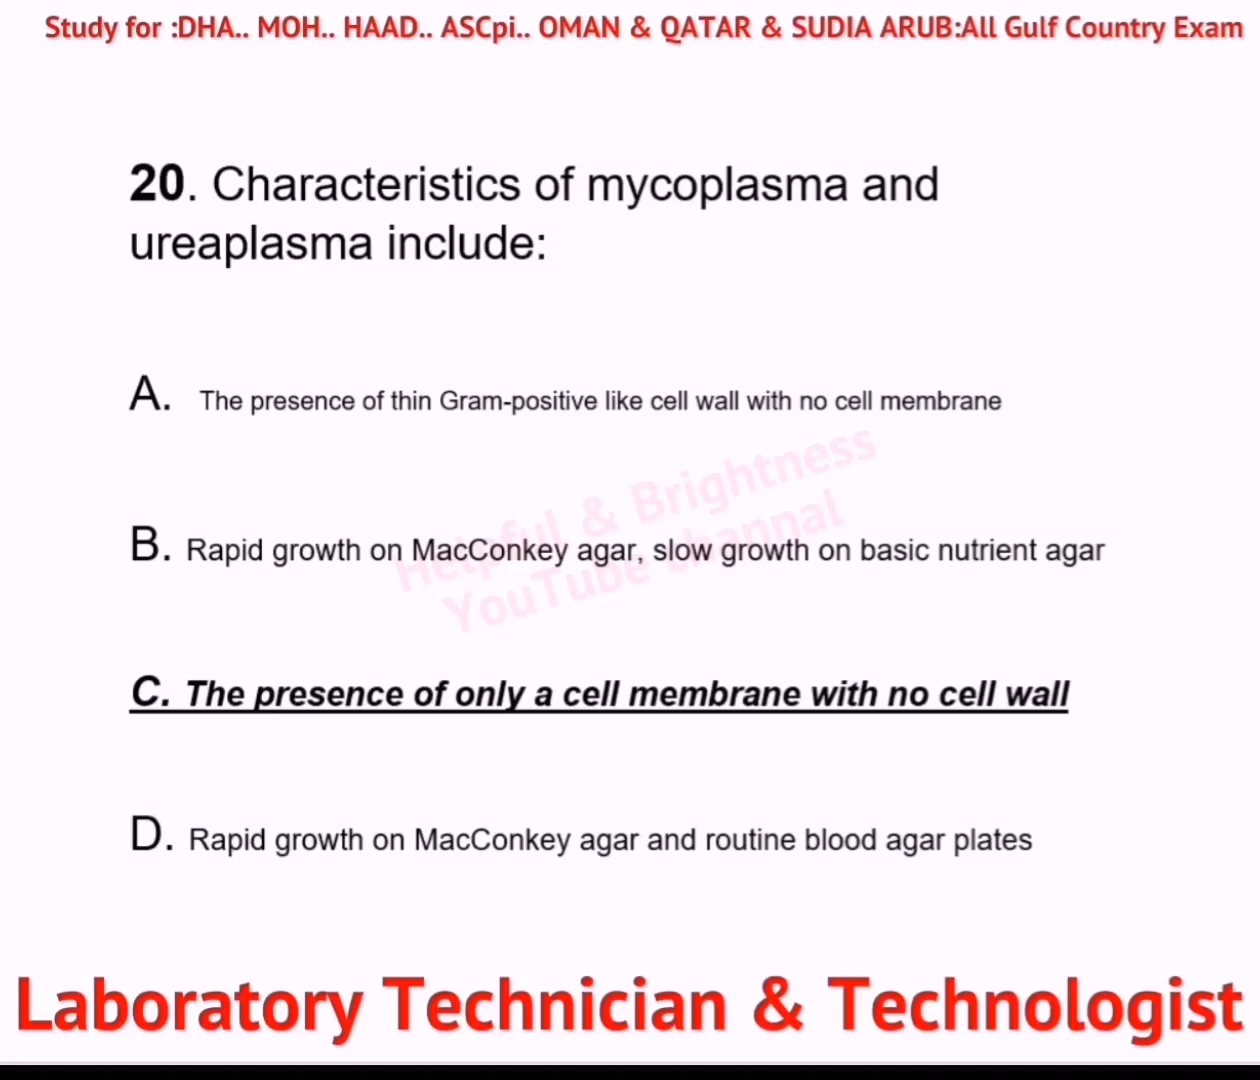 Study for :DHA.. MOH.. HAAD.. ASCpi.. OMAN & QATAR & SUDIA ARUB:All Gulf Country Exam
20. Characteristics of mycoplasma and
ureaplasma include:
A. The presence of thin Gram-positive like cell wall with no cell membrane
Helpful & Brightness
YouTube channal
B. Rapid growth on MacConkey agar, slow growth on basic nutrient agar
C. The presence of only a cell membrane with no cell wall
D. Rapid growth on MacConkey agar and routine blood agar plates
Laboratory Technician & Technologist